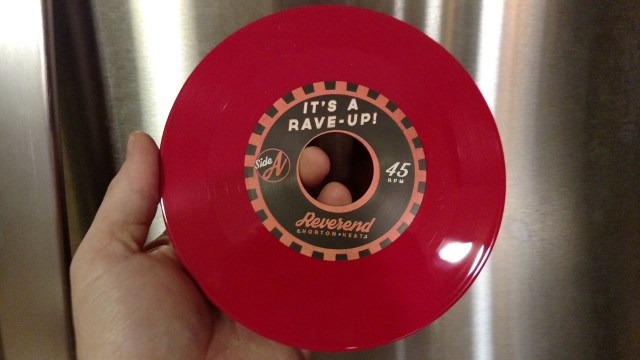 IT'S A
RAVE-UP!
Side A
45
RPM
Reverend
HORTON HEAT